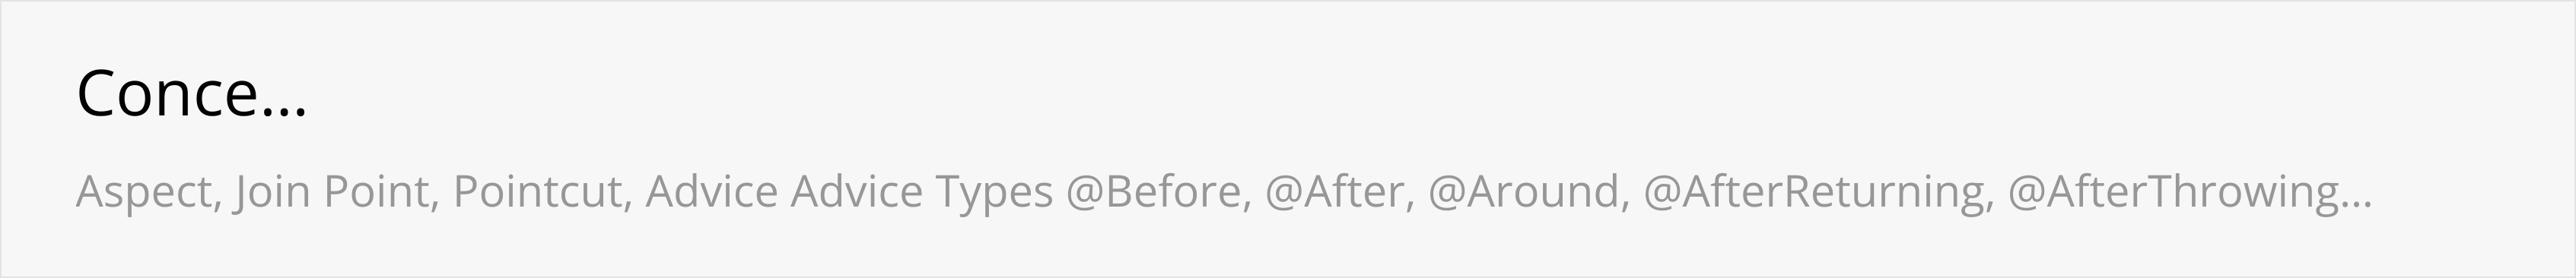 Conce...
Aspect, Join Point, Pointcut, Advice Advice Types @Before, @After, @Around, @AfterReturning, @AfterThrowing...